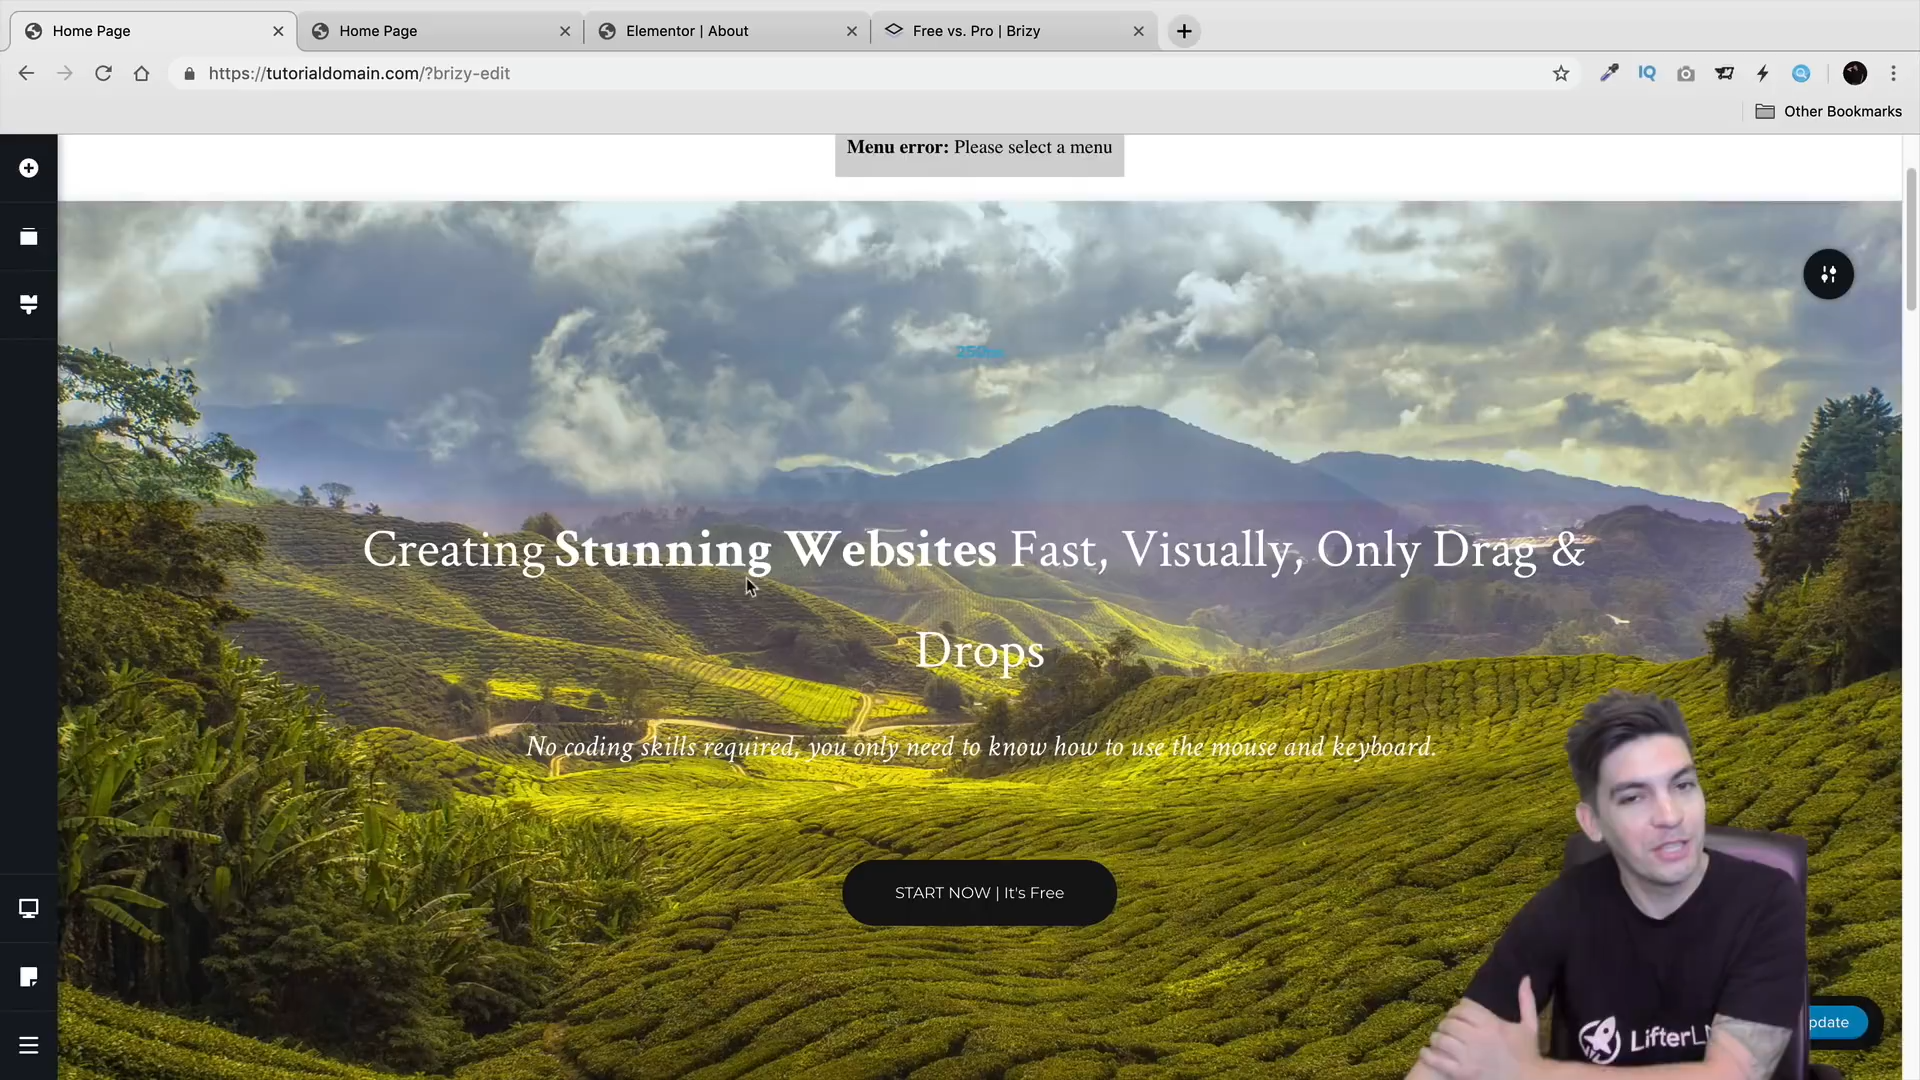 Home Page
Home Page
Elementor | About
Free vs. Pro | Brizy
https://tutorialdomain.com/?brizy-edit
IQ
Other Bookmarks
Menu error: Please select a menu
Creating Stunning Websites Fast, Visually, Only Drag &
Drops
No coding skills required, you only need to know how to use the mouse and keyboard.
START NOW | It's Free
pdate
LifterL